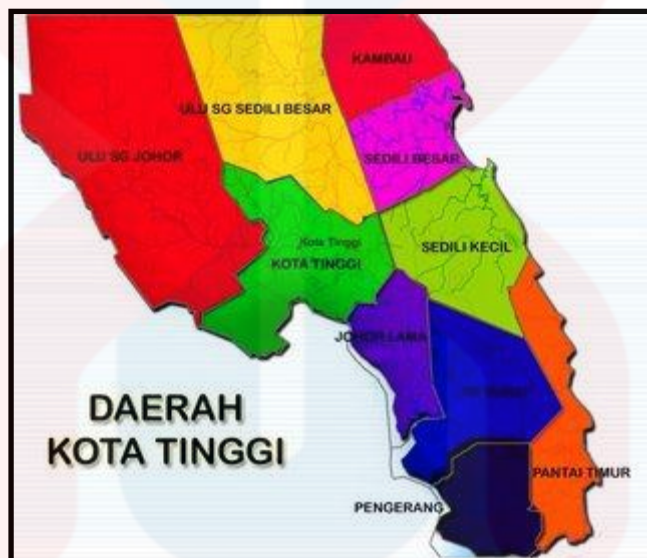 KAMBAU
ULU SG SEDILI BESAR
ULU SG JOHOR
SEDILI BESAR
Kota Tinggi
KOTA TINGGI
SEDILI KECIL
JOHOR LAMA
DAERAH
KOTA TINGGI
PANTAI TIMUR
PENGERANG